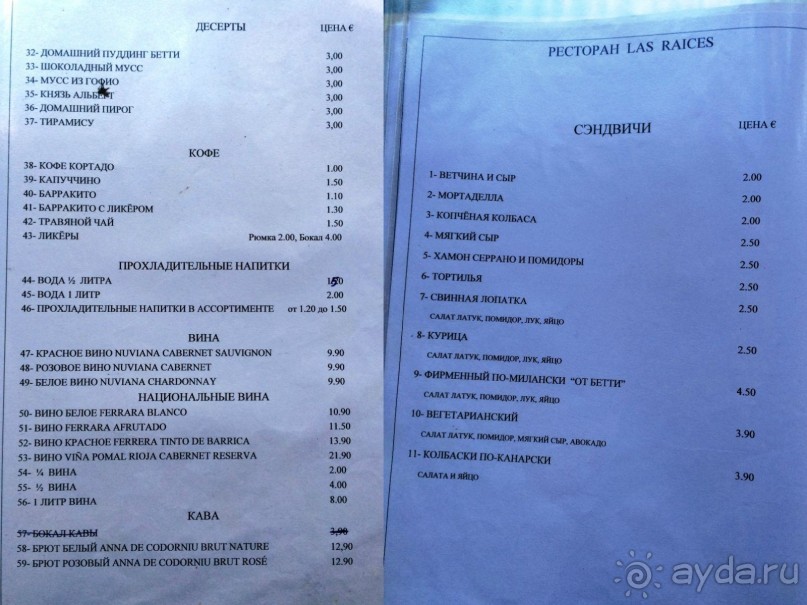 ДЕСЕРТЫ ЦЕНА €
32- ДОМАШНИЙ ПУДДИНГ БЕТТИ 3,00
33- ШОКОЛАДНЫЙ МУСС 3,00
34- МУСС ИЗ ГОФИО 3,00
35- КНЯЗЬ АЛЬБЕРТ 3,00
36- ДОМАШНИЙ ПИРОГ 3,00
37- ТИРАМИСУ 3,00
КОФЕ
38- КОФЕ КОРТАДО 1.00
39- КАПУЧЧИНО 1.50
40- БАРРАКИТО 1.10
41- БАРРАКИТО С ЛИКЁРОМ 1.30
42- ТРАВЯНОЙ ЧАЙ 1.50
43- ЛИКЁРЫ Рюмка 2.00, Бокал 4.00
ПРОХЛАДИТЕЛЬНЫЕ НАПИТКИ
44- ВОДА ½ ЛИТРА 1.50
45- ВОДА 1 ЛИТР 2.00
46- ПРОХЛАДИТЕЛЬНЫЕ НАПИТКИ В АССОРТИМЕНТЕ от 1.20 до 1.50
ВИНА
47- КРАСНОЕ ВИНО NUVIANA CABERNET SAUVIGNON 9.90
48- РОЗОВОЕ ВИНО NUVIANA CABERNET 9.90
49- БЕЛОЕ ВИНО NUVIANA CHARDONNAY 9.90
НАЦИОНАЛЬНЫЕ ВИНА
50- ВИНО БЕЛОЕ FERRARA BLANCO 10.90
51- ВИНО FERRARA AFRUTADO 11.50
52- ВИНО КРАСНОЕ FERRERA TINTO DE BARRICA 13.90
53- ВИНО VIÑA POMAL RIOJA CABERNET RESERVA 21.90
54- ¼ ВИНА 2.00
55- ½ ВИНА 4.00
56- 1 ЛИТР ВИНА 8.00
КАВА
57- БОКАЛ КАВЫ 3,90
58- БРЮТ БЕЛЫЙ ANNA DE CODORNIU BRUT NATURE 12,90
59- БРЮТ РОЗОВЫЙ ANNA DE CODORNIU BRUT ROSÉ 12.90
РЕСТОРАН LAS RAICES
СЭНДВИЧИ ЦЕНА €
1- ВЕТЧИНА И СЫР 2.00
2- МОРТАДЕЛЛА 2.00
3- КОПЧЁНАЯ КОЛБАСА 2.00
4- МЯГКИЙ СЫР 2.50
5- ХАМОН СЕРРАНО И ПОМИДОРЫ 2.50
6- ТОРТИЛЬЯ 2.50
7- СВИННАЯ ЛОПАТКА 2.50
САЛАТ ЛАТУК, ПОМИДОР, ЛУК, ЯЙЦО
8- КУРИЦА 2.50
САЛАТ ЛАТУК, ПОМИДОР, ЛУК, ЯЙЦО
9- ФИРМЕННЫЙ ПО-МИЛАНСКИ "ОТ БЕТТИ" 4.50
САЛАТ ЛАТУК, ПОМИДОР, ЛУК, ЯЙЦО
10- ВЕГЕТАРИАНСКИЙ 3.90
САЛАТ ЛАТУК, ПОМИДОР, МЯГКИЙ СЫР, АВОКАДО
11- КОЛБАСКИ ПО-КАНАРСКИ 3.90
САЛАТА И ЯЙЦО
ayda.ru